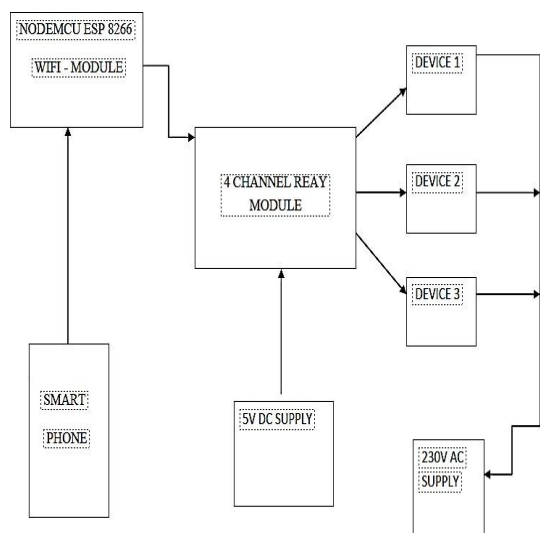 NODEMCU ESP 8266
WIFI - MODULE
DEVICE 1
4 CHANNEL REAY
MODULE
DEVICE 2
DEVICE 3
SMART
PHONE
5V DC SUPPLY
230V AC
SUPPLY